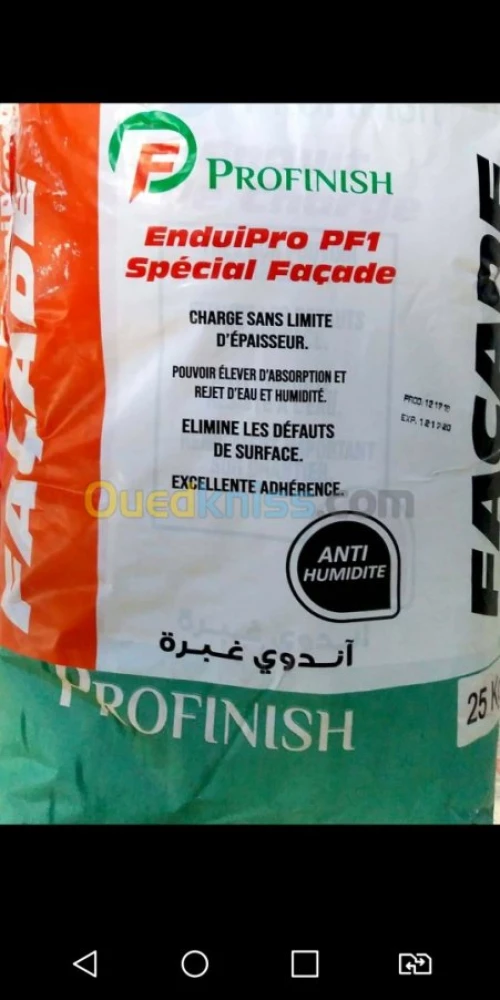 PROFINISH
EnduiPro PF1
Spécial Façade
CHARGE SANS LIMITE
D'ÉPAISSEUR.
POUVOIR ÉLEVER D'ABSORPTION ET
REJET D'EAU ET HUMIDITÉ.
ELIMINE LES DÉFAUTS
DE SURFACE.
EXCELLENTE ADHÉRENCE.
Ouedkniss.com
ANTI
HUMIDITE
آندوي غبرة
PROFINISH
25
FAÇADE
FAÇADE